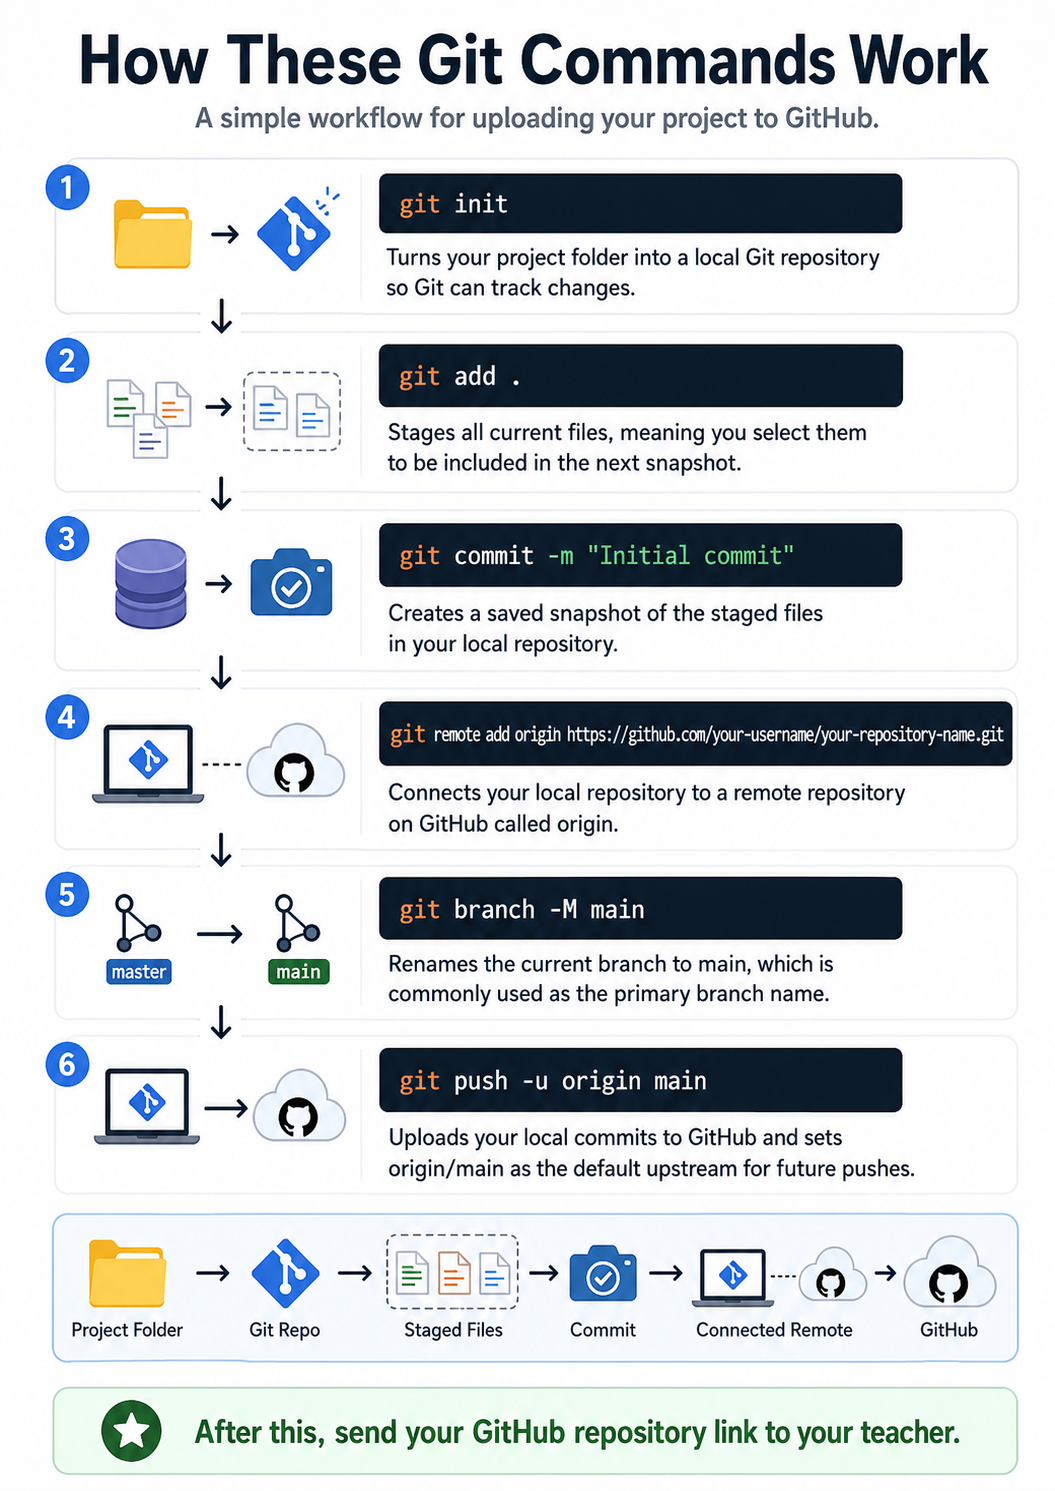 How These Git Commands Work
A simple workflow for uploading your project to GitHub.
1
git init
Turns your project folder into a local Git repository
so Git can track changes.
2
git add .
Stages all current files, meaning you select them
to be included in the next snapshot.
3
git commit -m "Initial commit"
Creates a saved snapshot of the staged files
in your local repository.
4
git remote add origin https://github.com/your-username/your-repository-name.git
Connects your local repository to a remote repository
on GitHub called origin.
5
master
main
git branch -M main
Renames the current branch to main, which is
commonly used as the primary branch name.
6
git push -u origin main
Uploads your local commits to GitHub and sets
origin/main as the default upstream for future pushes.
Project Folder
Git Repo
Staged Files
Commit
Connected Remote
GitHub
After this, send your GitHub repository link to your teacher.